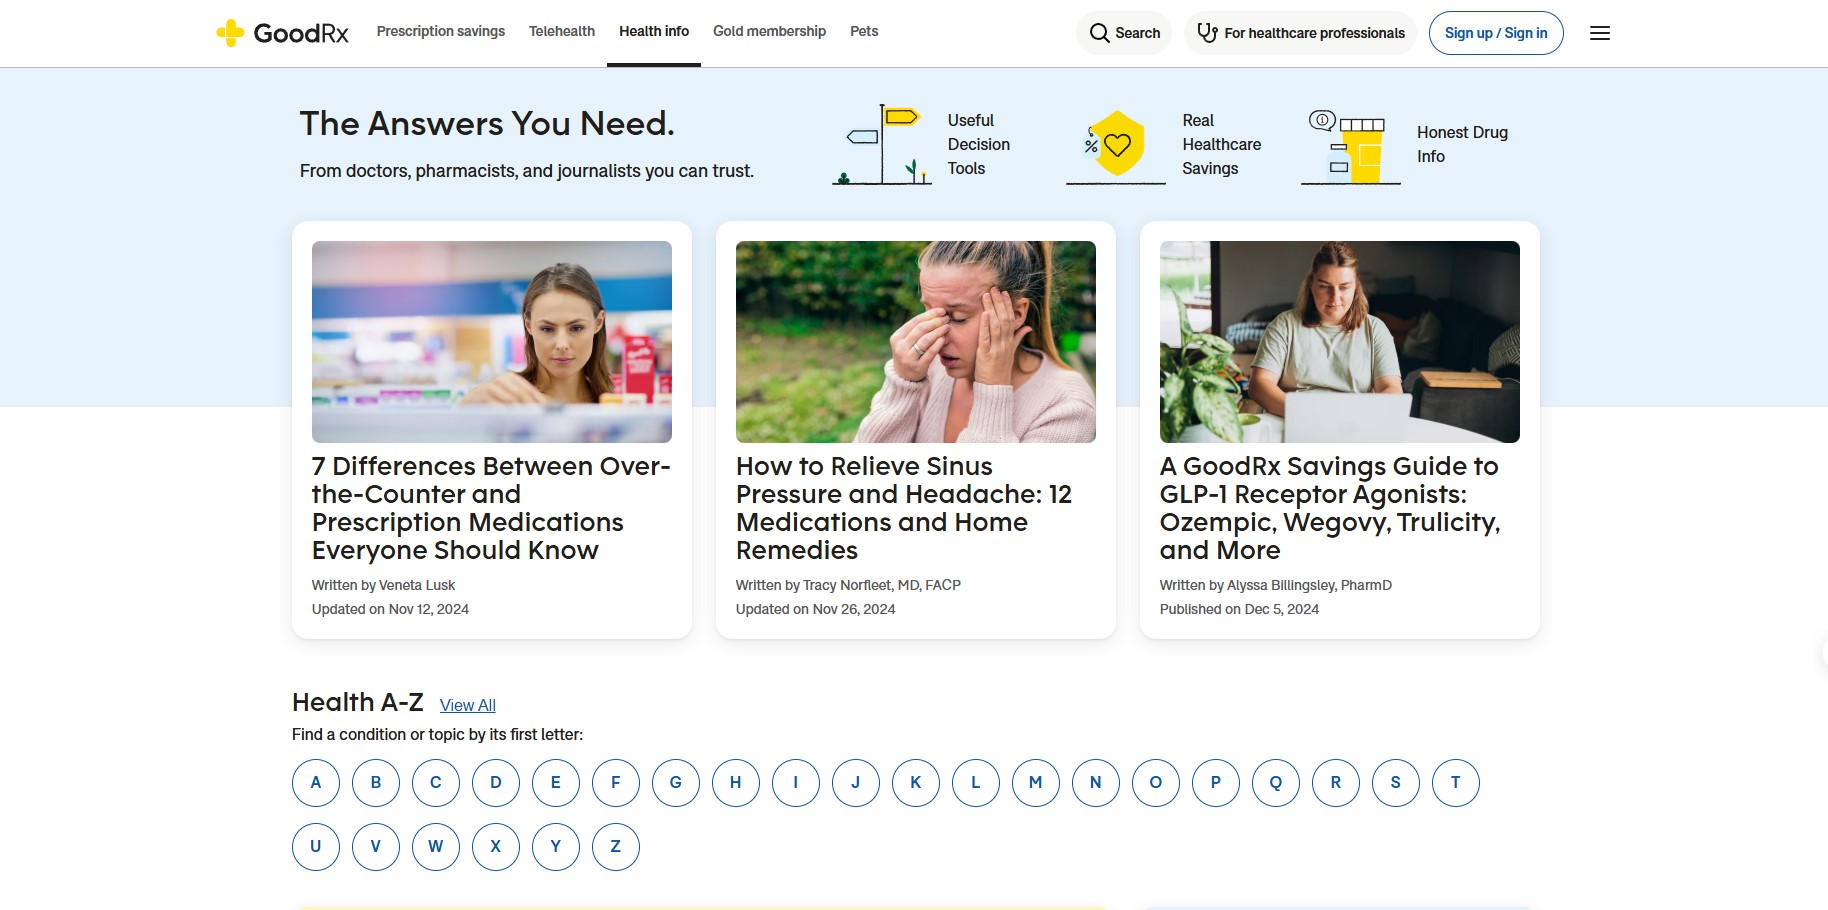 GoodRx
Prescription savings
Telehealth
Health info
Gold membership
Pets
Search
For healthcare professionals
Sign up / Sign in
The Answers You Need.
From doctors, pharmacists, and journalists you can trust.
Useful
Decision
Tools
%
Real
Healthcare
Savings
Honest Drug
Info
7 Differences Between Over-
the-Counter and
Prescription Medications
Everyone Should Know
Written by Veneta Lusk
Updated on Nov 12, 2024
How to Relieve Sinus
Pressure and Headache: 12
Medications and Home
Remedies
Written by Tracy Norfleet, MD, FACP
Updated on Nov 26, 2024
A GoodRx Savings Guide to
GLP-1 Receptor Agonists:
Ozempic, Wegovy, Trulicity,
and More
Written by Alyssa Billingsley, PharmD
Published on Dec 5, 2024
Health A-Z View All
Find a condition or topic by its first letter:
A B C D E F G H I J K L M N O P Q R S T
U V W X Y Z